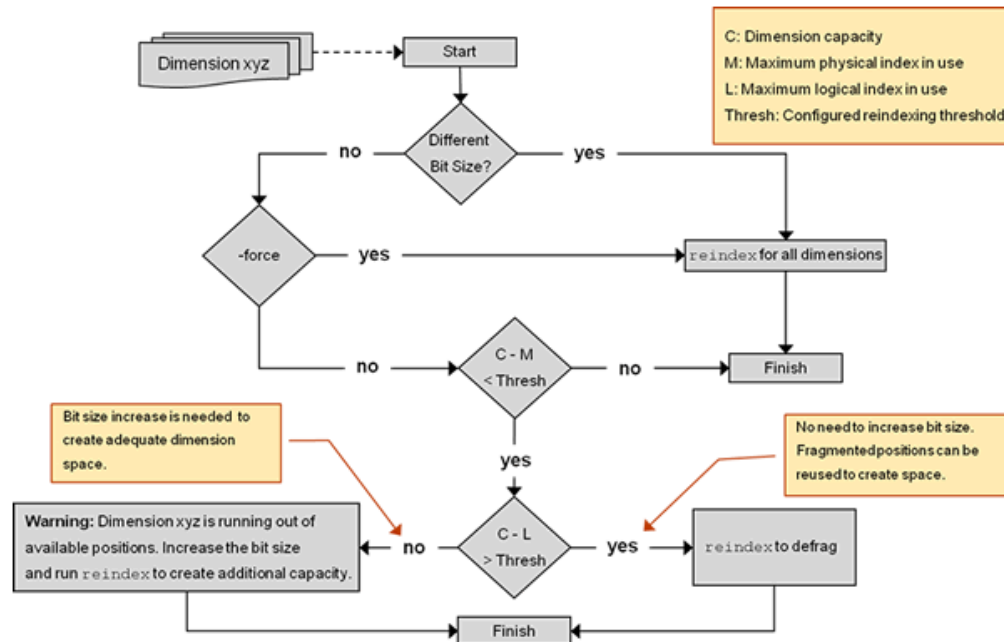 Dimension xyz
Start
C: Dimension capacity
M: Maximum physical index in use
L: Maximum logical index in use
Thresh: Configured reindexing threshold
Different
Bit Size?
no
yes
-force
yes
reindex for all dimensions
no
C - M
< Thresh
no
Finish
Bit size increase is needed to
create adequate dimension
space.
No need to increase bit size.
Fragmented positions can be
reused to create space.
yes
Warning: Dimension xyz is running out of
available positions. Increase the bit size
and run reindex to create additional capacity.
no
C - L
> Thresh
yes
reindex to defrag
Finish